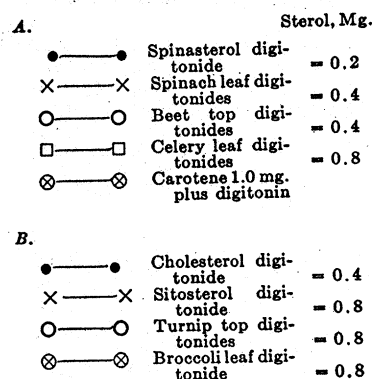 Sterol, Mg.
A.
Spinasterol digi-
tonide = 0.2
Spinach leaf digi-
tonides = 0.4
Beet top digi-
tonides = 0.4
Celery leaf digi-
tonides = 0.8
Carotene 1.0 mg.
plus digitonin
B.
Cholesterol digi-
tonide = 0.4
Sitosterol digi-
tonide = 0.8
Turnip top digi-
tonides = 0.8
Broccoli leaf digi-
tonide = 0.8